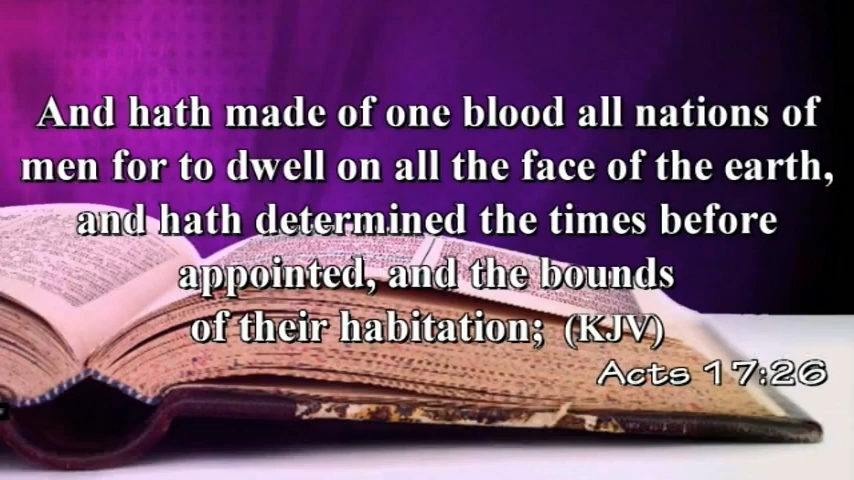 And hath made of one blood all nations of
men for to dwell on all the face of the earth,
and hath determined the times before
appointed, and the bounds
of their habitation; (KJV)
Acts 17:26